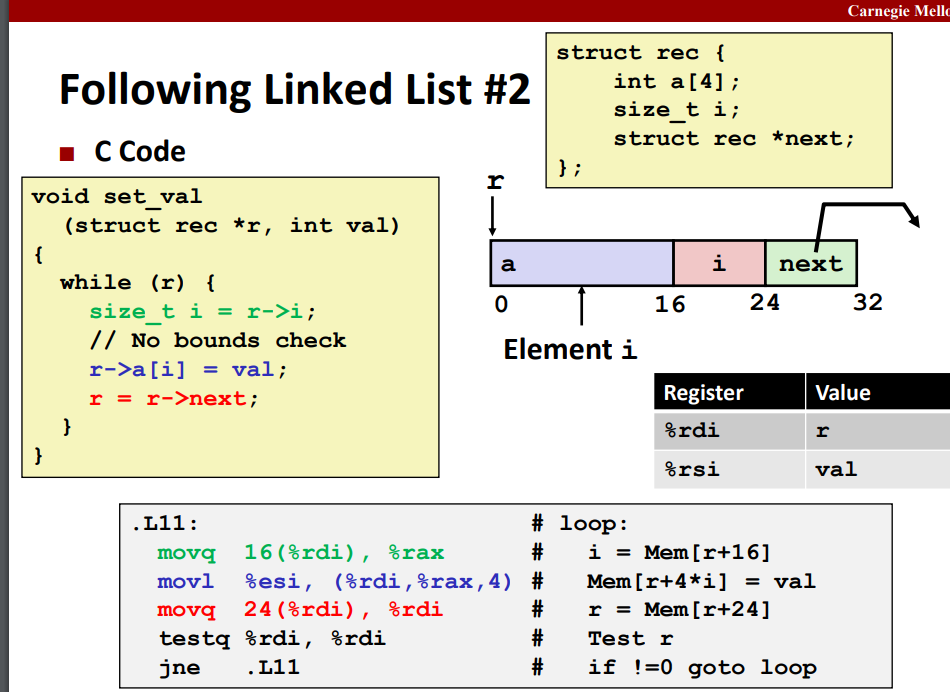 Carnegie Mello
Following Linked List #2
struct rec {
    int a[4];
    size_t i;
    struct rec *next;
};
■ C Code
void set_val
  (struct rec *r, int val)
{
  while (r) {
    size_t i = r->i;
    // No bounds check
    r->a[i] = val;
    r = r->next;
  }
}
r
a i next
0 16 24 32
Element i
Register Value
%rdi r
%rsi val
.L11: # loop:
  movq 16(%rdi), %rax # i = Mem[r+16]
  movl %esi, (%rdi,%rax,4) # Mem[r+4*i] = val
  movq 24(%rdi), %rdi # r = Mem[r+24]
  testq %rdi, %rdi # Test r
  jne .L11 # if !=0 goto loop